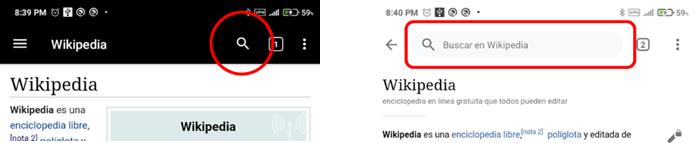 8:39 PM
VPN
59%
Wikipedia
1
Wikipedia
Wikipedia es una
enciclopedia libre,
[nota 2] políglota y
Wikipedia
8:40 PM
VPN
59%
Buscar en Wikipedia
2
Wikipedia
enciclopedia en línea gratuita que todos pueden editar
Wikipedia es una enciclopedia libre,[nota 2] políglota y editada de